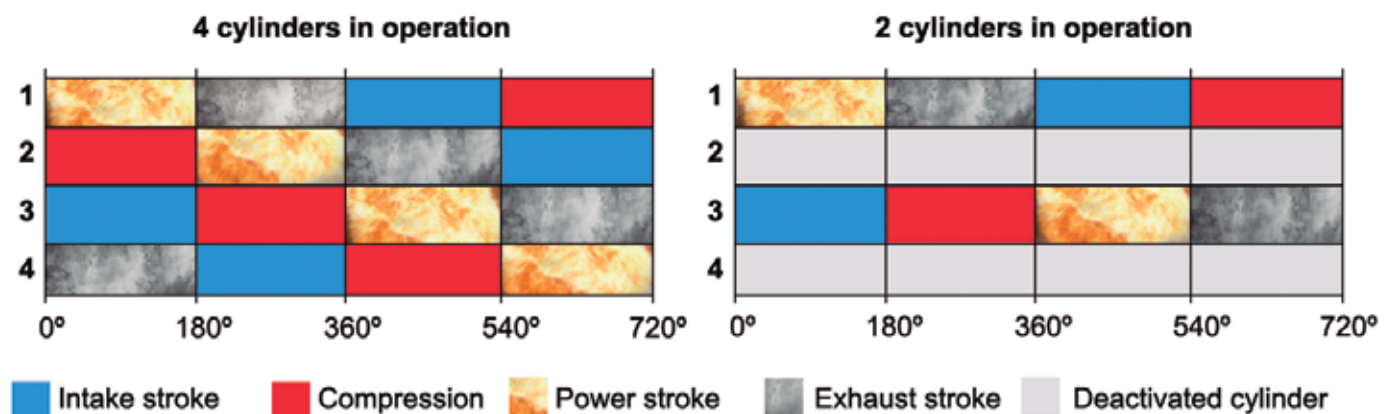 4 cylinders in operation
2 cylinders in operation
1
2
3
4
0º 180º 360º 540º 720º
1
2
3
4
0º 180º 360º 540º 720º
Intake stroke Compression Power stroke Exhaust stroke Deactivated cylinder